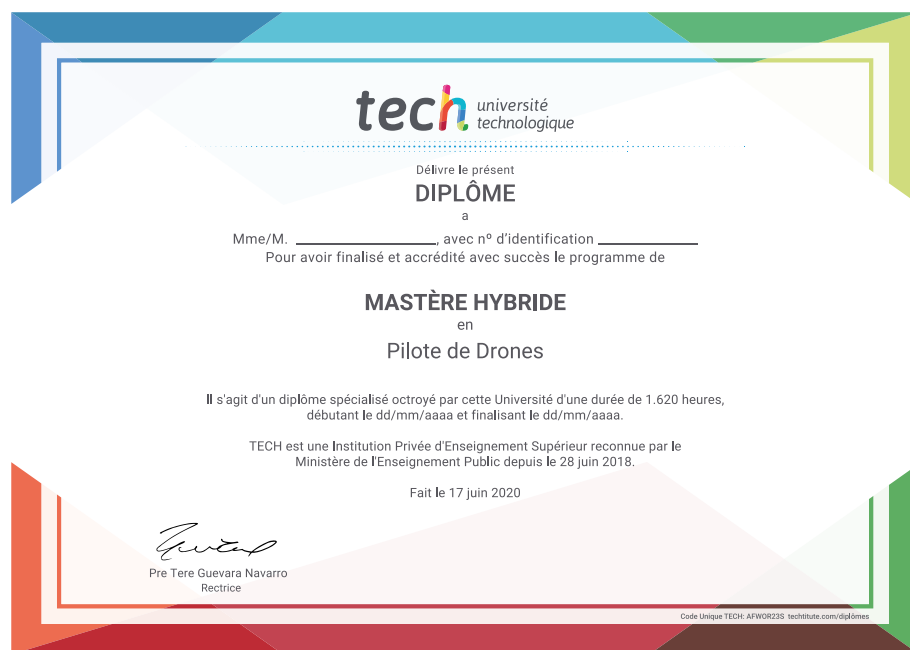 tech université
technologique
Délivre le présent
DIPLÔME
a
Mme/M. ____________________, avec nº d'identification ______________
Pour avoir finalisé et accrédité avec succès le programme de
MASTÈRE HYBRIDE
en
Pilote de Drones
Il s'agit d'un diplôme spécialisé octroyé par cette Université d'une durée de 1.620 heures,
débutant le dd/mm/aaaa et finalisant le dd/mm/aaaa.
TECH est une Institution Privée d'Enseignement Supérieur reconnue par le
Ministère de l'Enseignement Public depuis le 28 juin 2018.
Fait le 17 juin 2020
Pre Tere Guevara Navarro
Rectrice
Code Unique TECH: AFWOR23S techtitute.com/diplômes